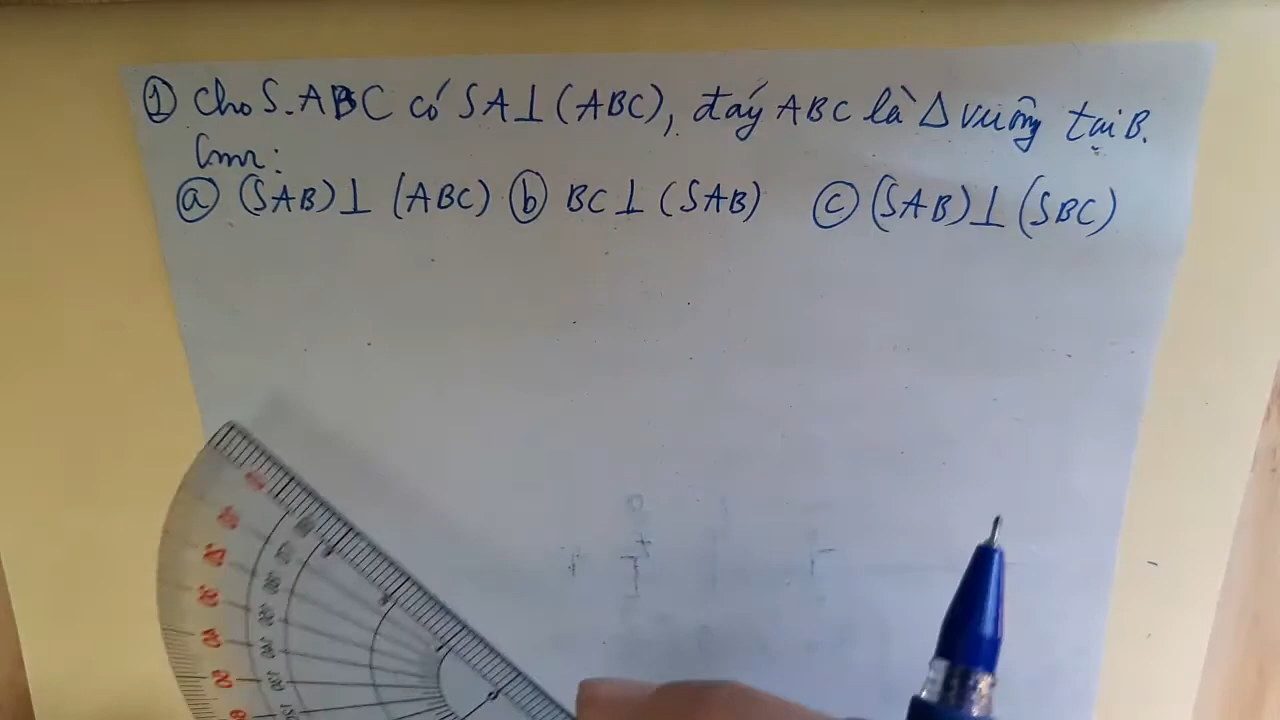 ① Cho S.ABC có SA⊥(ABC), đáy ABC là Δ vuông tại B.
Cmr:
ⓐ (SAB)⊥(ABC) ⓑ BC⊥(SAB) ⓒ (SAB)⊥(SBC)